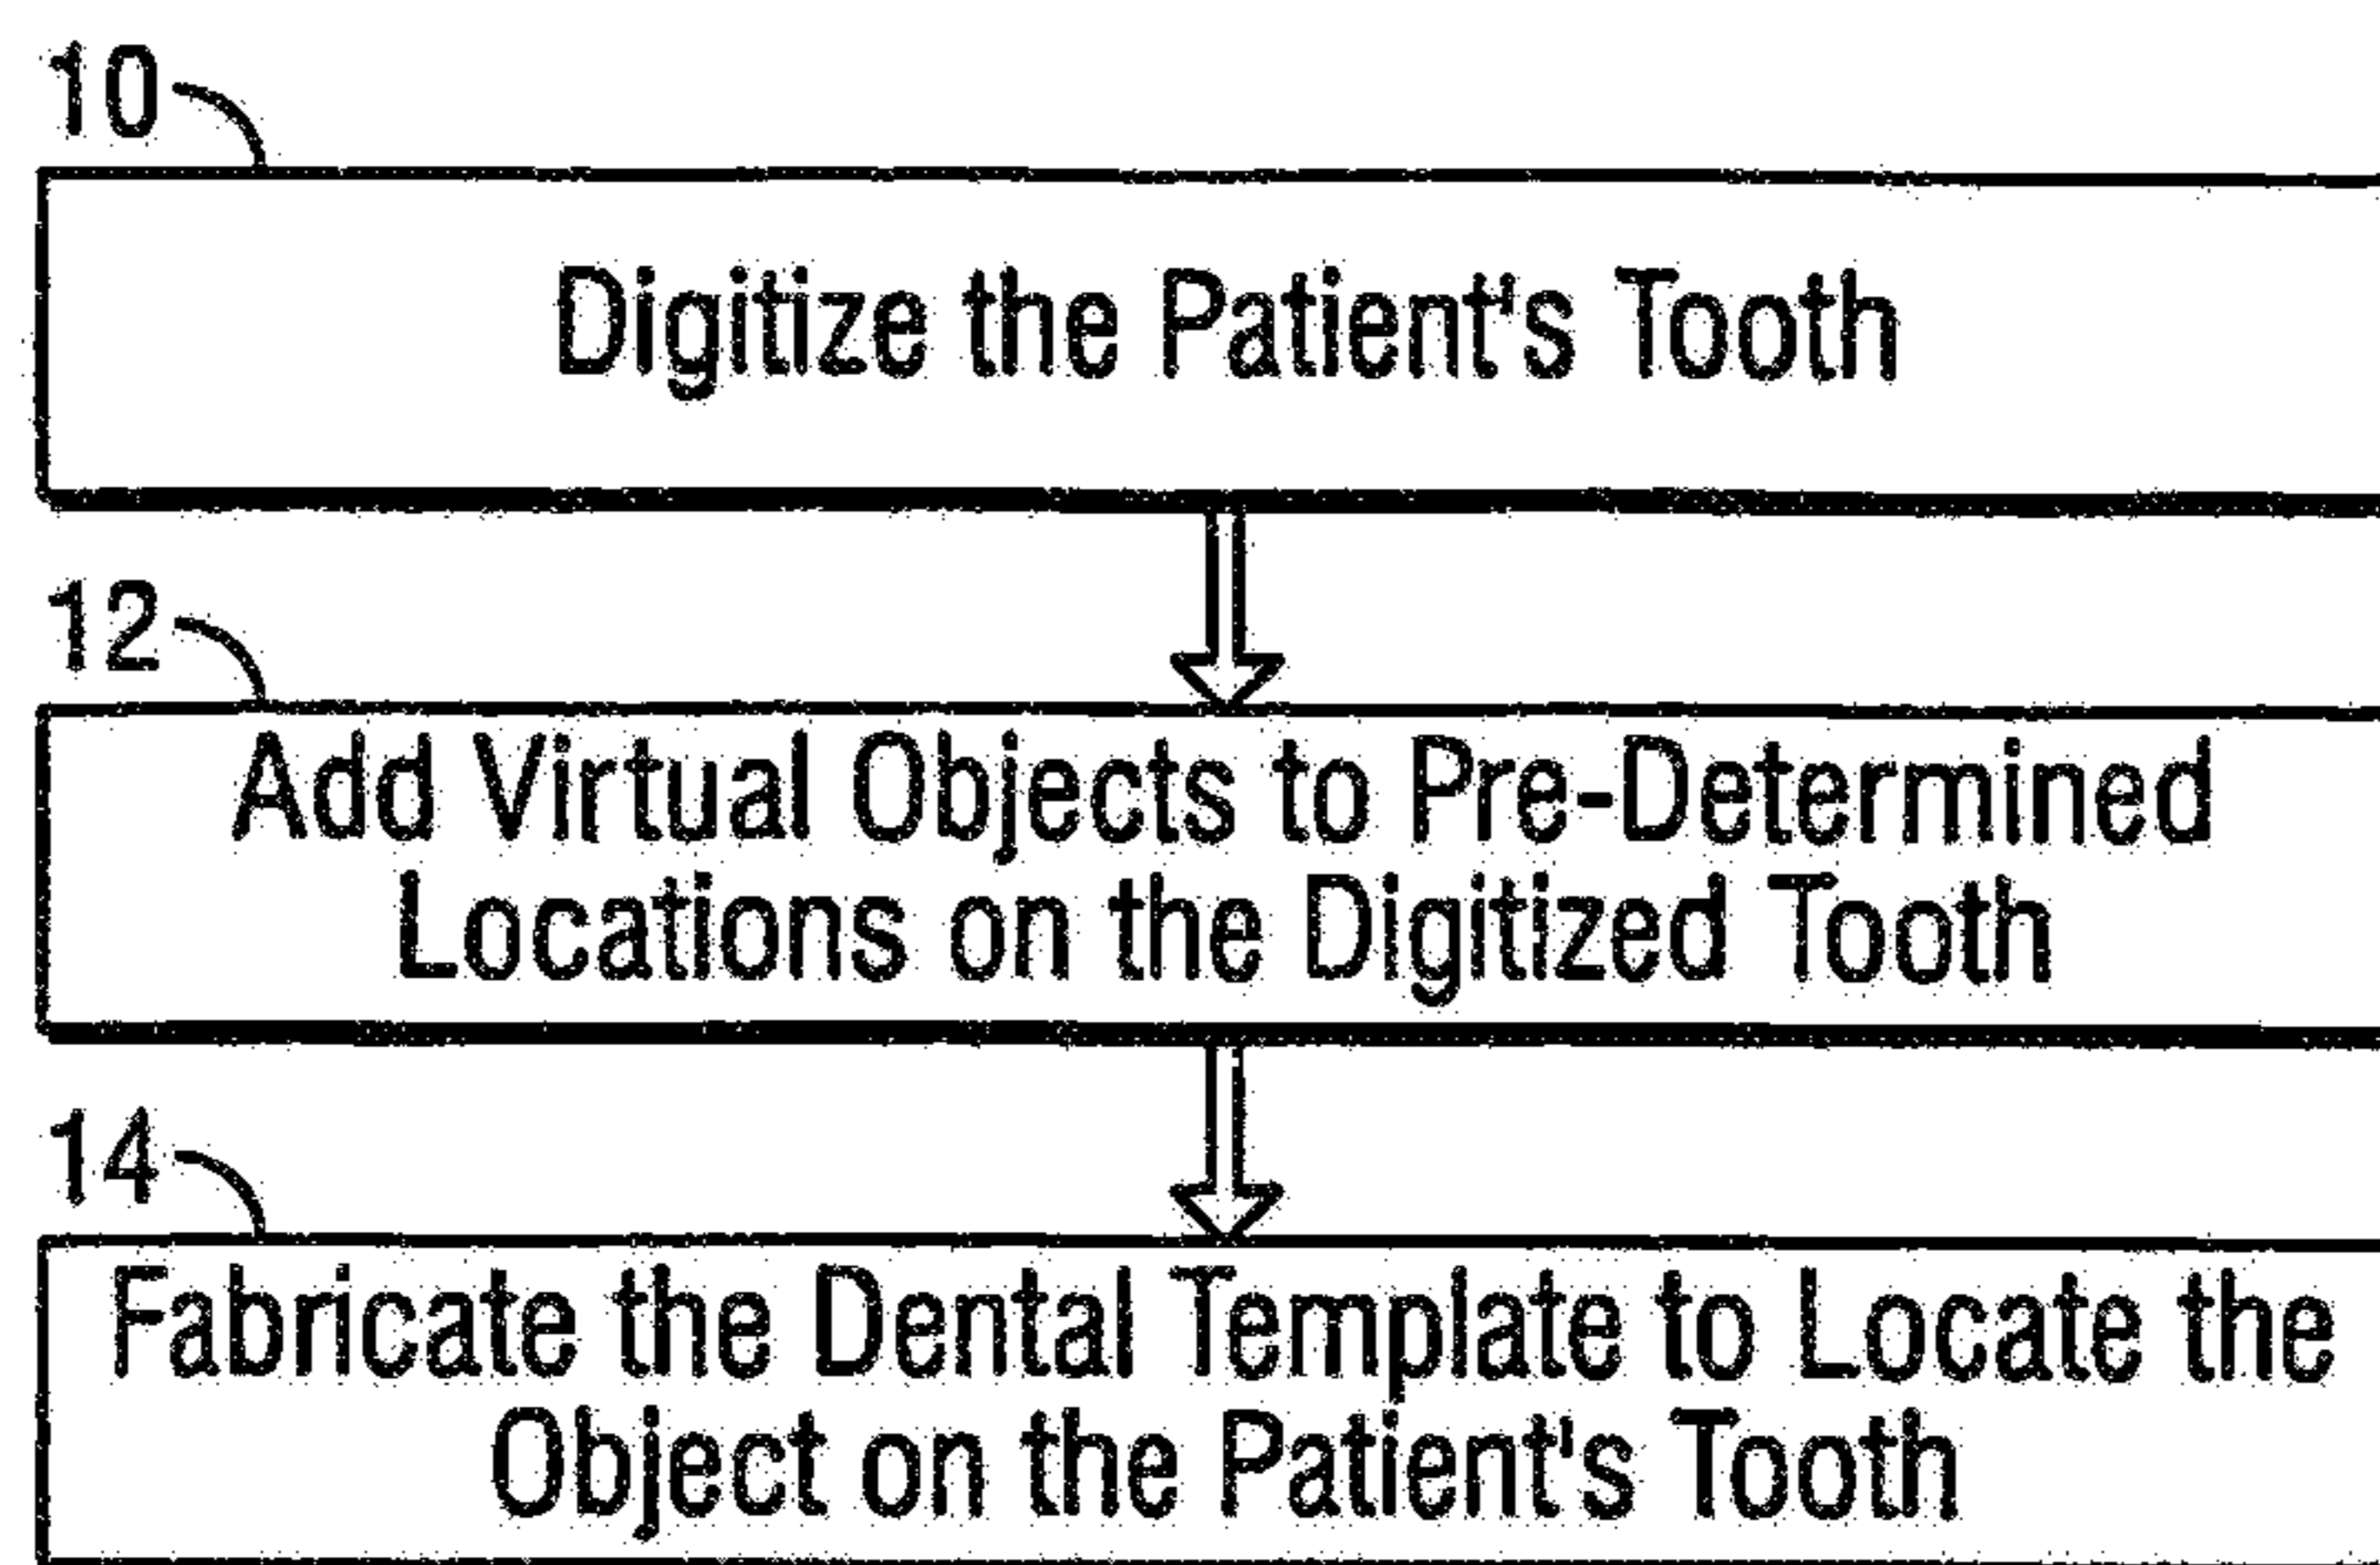 10
Digitize the Patient's Tooth
12
Add Virtual Objects to Pre-Determined
Locations on the Digitized Tooth
14
Fabricate the Dental Template to Locate the
Object on the Patient's Tooth